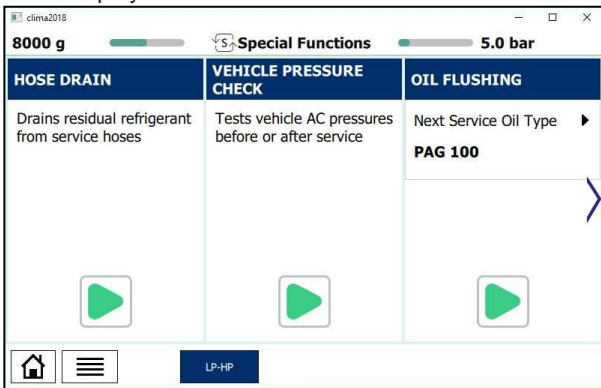 clima2018
8000 g
S
Special Functions
5.0 bar
HOSE DRAIN
VEHICLE PRESSURE
CHECK
OIL FLUSHING
Drains residual refrigerant
from service hoses
Tests vehicle AC pressures
before or after service
Next Service Oil Type
PAG 100
LP-HP